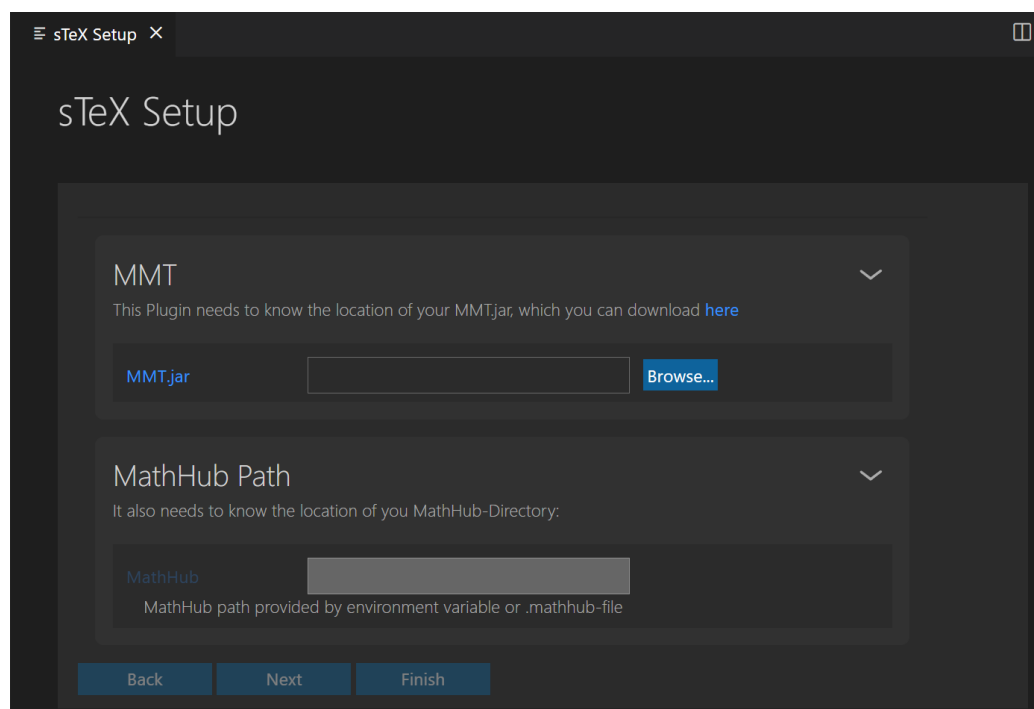 sTeX Setup
sTeX Setup
MMT
This Plugin needs to know the location of your MMT.jar, which you can download here
MMT.jar
Browse...
MathHub Path
It also needs to know the location of you MathHub-Directory:
MathHub
MathHub path provided by environment variable or .mathhub-file
Back Next Finish